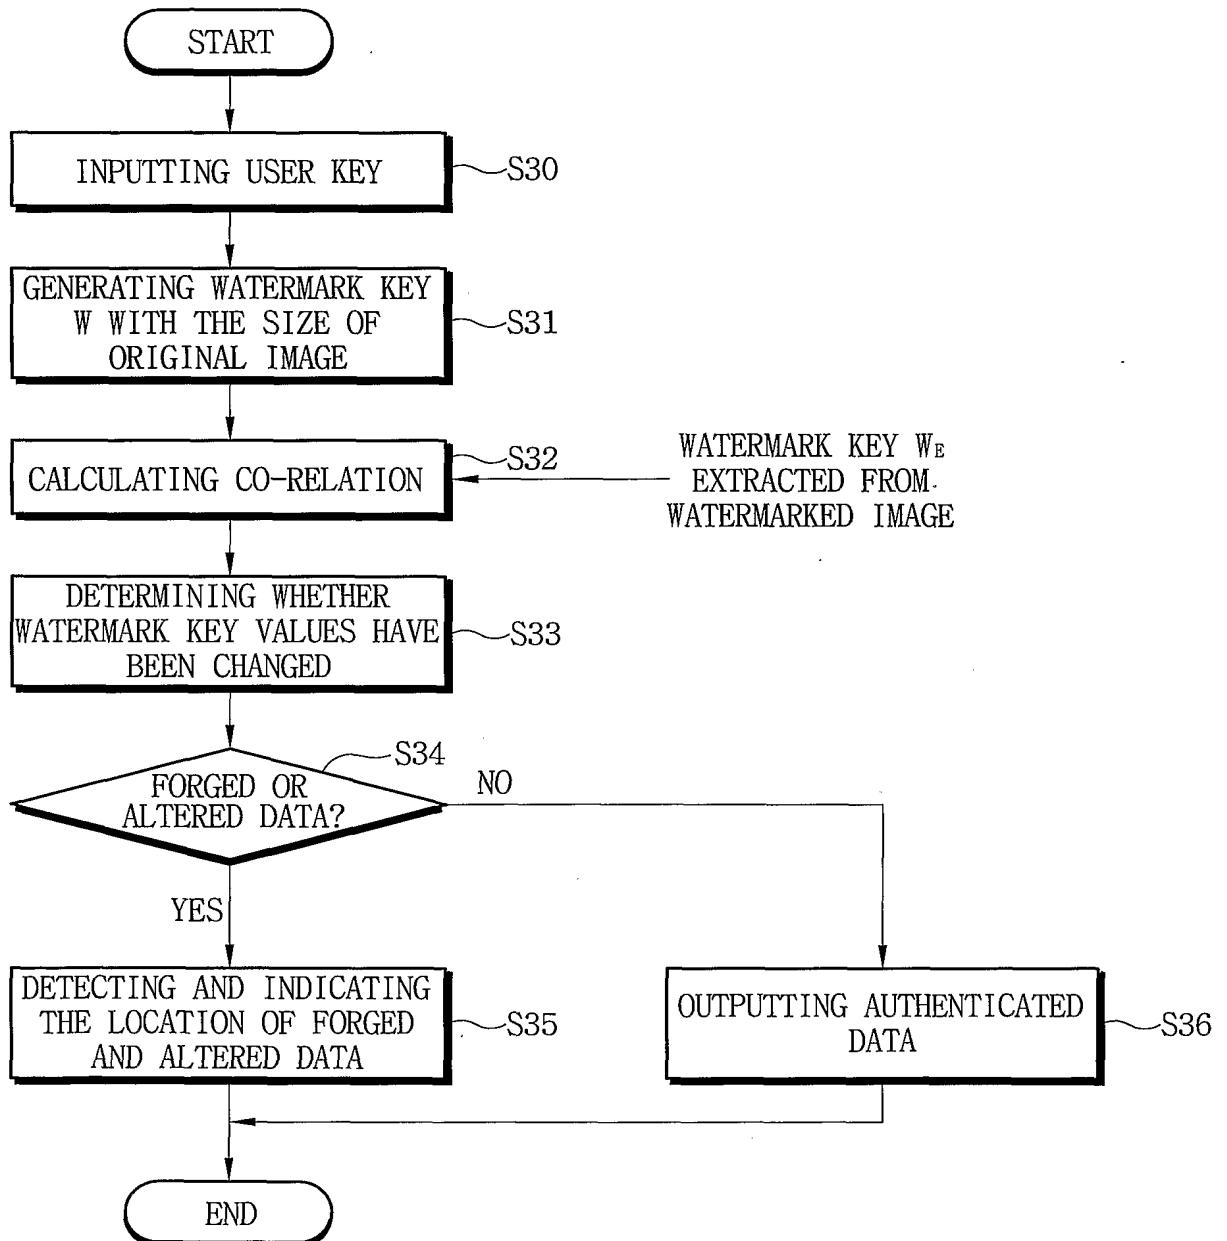 START
INPUTTING USER KEY
S30
GENERATING WATERMARK KEY
W WITH THE SIZE OF
ORIGINAL IMAGE
S31
CALCULATING CO-RELATION
S32
WATERMARK KEY WE
EXTRACTED FROM
WATERMARKED IMAGE
DETERMINING WHETHER
WATERMARK KEY VALUES HAVE
BEEN CHANGED
S33
FORGED OR
ALTERED DATA?
S34
NO
YES
DETECTING AND INDICATING
THE LOCATION OF FORGED
AND ALTERED DATA
S35
OUTPUTTING AUTHENTICATED
DATA
S36
END